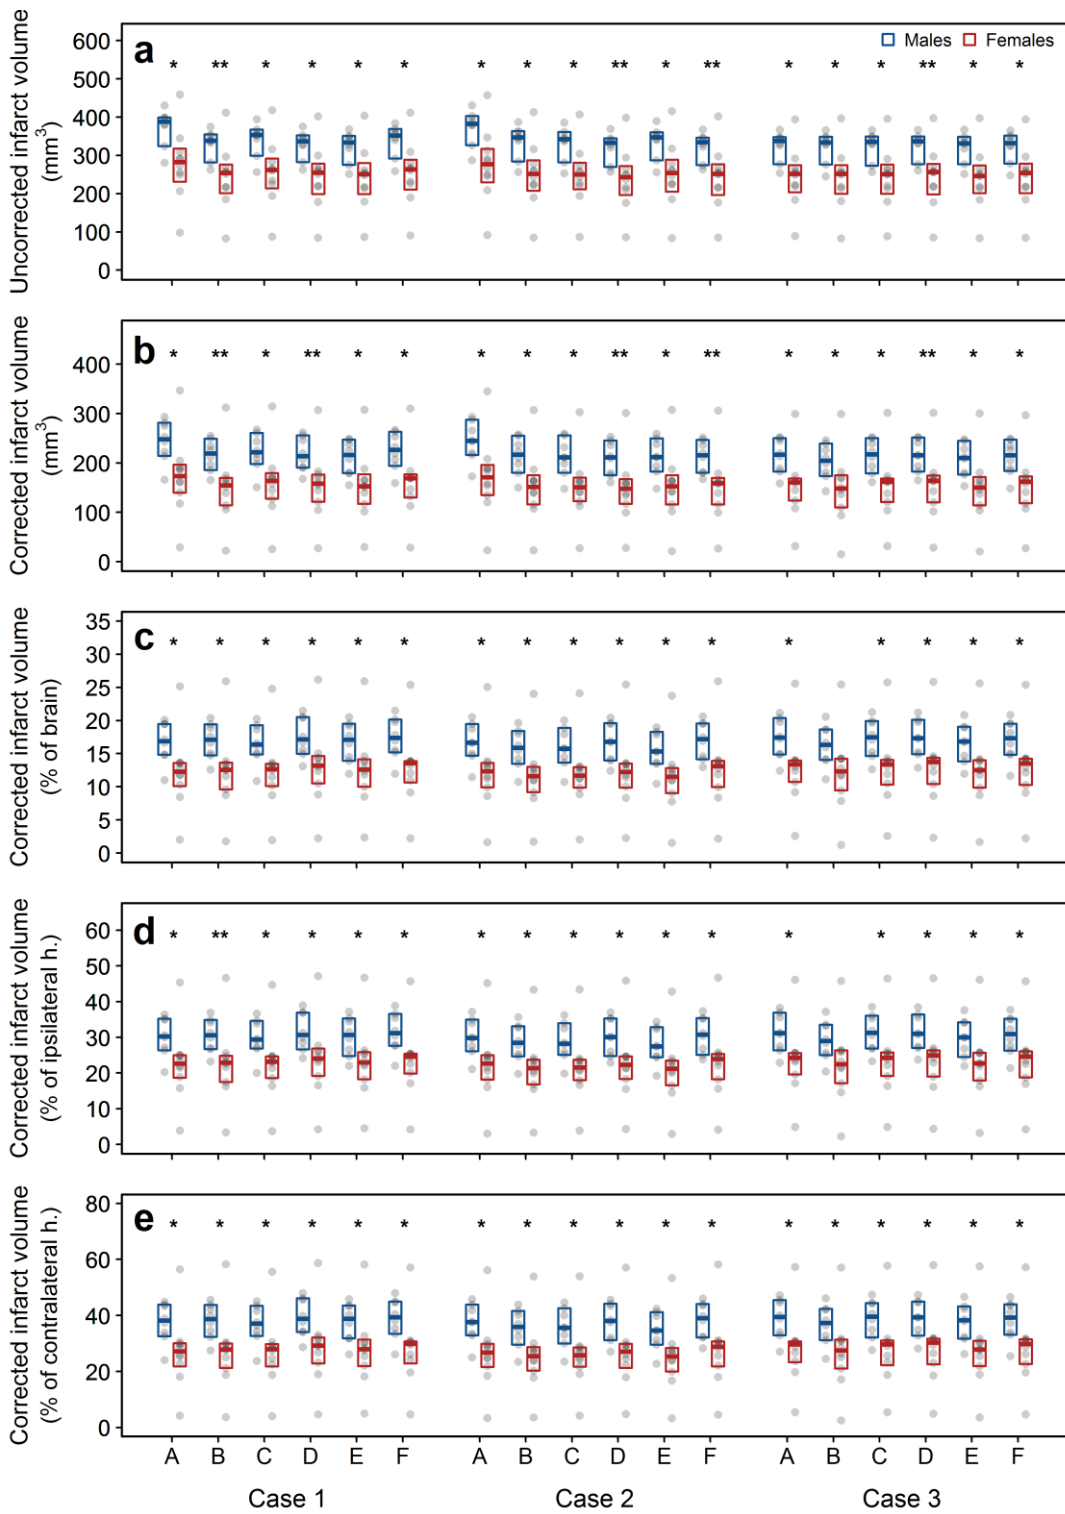 a
Males Females
Uncorrected infarct volume
(mm³)
600
500
400
300
200
100
0
* ** * * * * * * * ** * ** * * * ** * *
b
Corrected infarct volume
(mm³)
400
300
200
100
0
* ** * ** * * * * * ** * ** * * * ** * *
c
Corrected infarct volume
(% of brain)
35
30
25
20
15
10
5
0
* * * * * * * * * * * * * * * * *
d
Corrected infarct volume
(% of ipsilateral h.)
60
50
40
30
20
10
0
* ** * * * * * * * * * * * * * * *
e
Corrected infarct volume
(% of contralateral h.)
80
60
40
20
0
* * * * * * * * * * * * * * * * * *
A B C D E F A B C D E F A B C D E F
Case 1 Case 2 Case 3